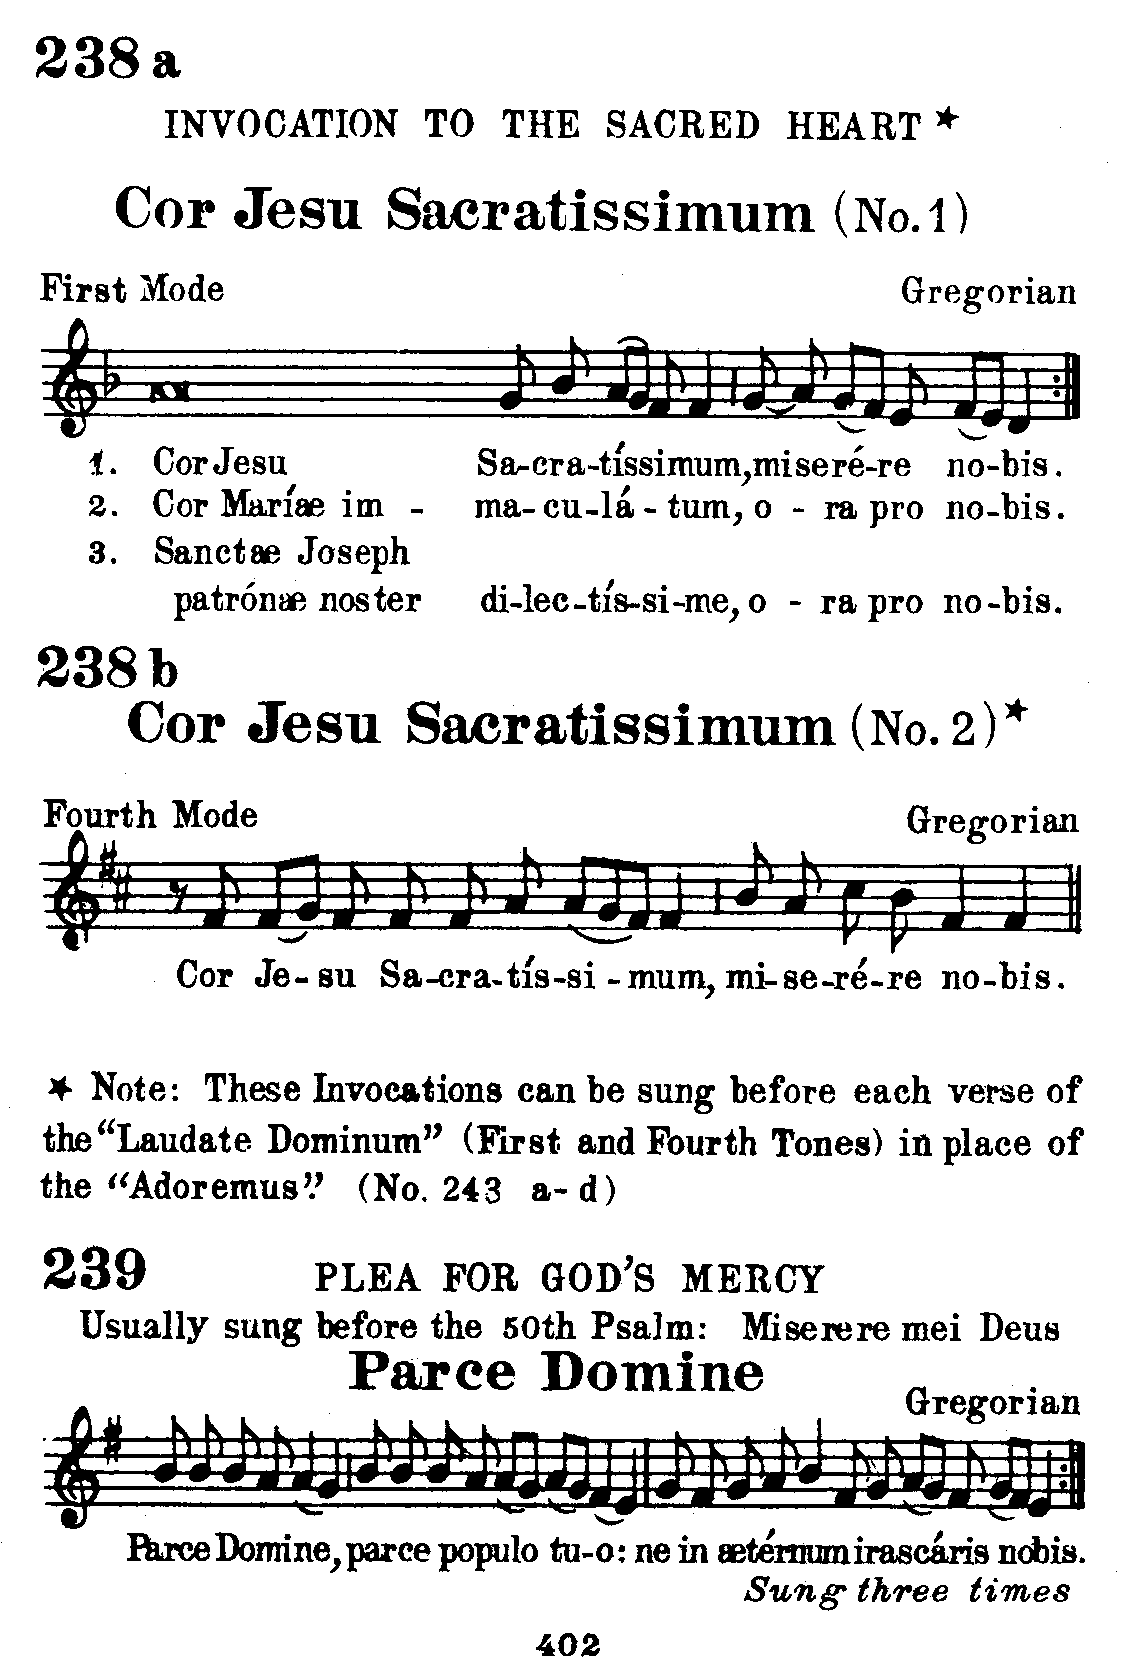 238 a
INVOCATION TO THE SACRED HEART ★
Cor Jesu Sacratissimum (No. 1)
First Mode Gregorian
1. Cor Jesu Sa-cra-tíssimum, miseré-re no-bis.
2. Cor Maríæ im - ma-cu-lá-tum, o - ra pro no-bis.
3. Sanctæ Joseph
patrónæ noster di-lec-tís-si-me, o - ra pro no-bis.
238 b
Cor Jesu Sacratissimum (No. 2)★
Fourth Mode Gregorian
Cor Je-su Sa-cra-tís-si-mum, mi-se-ré-re no-bis.
★ Note: These Invocations can be sung before each verse of
the "Laudate Dominum" (First and Fourth Tones) in place of
the "Adoremus". (No. 243 a-d)
239 PLEA FOR GOD'S MERCY
Usually sung before the 50th Psalm: Miserere mei Deus
Parce Domine
Gregorian
Parce Domine, parce populo tu-o: ne in ætérnum irascáris nobis.
Sung three times
402